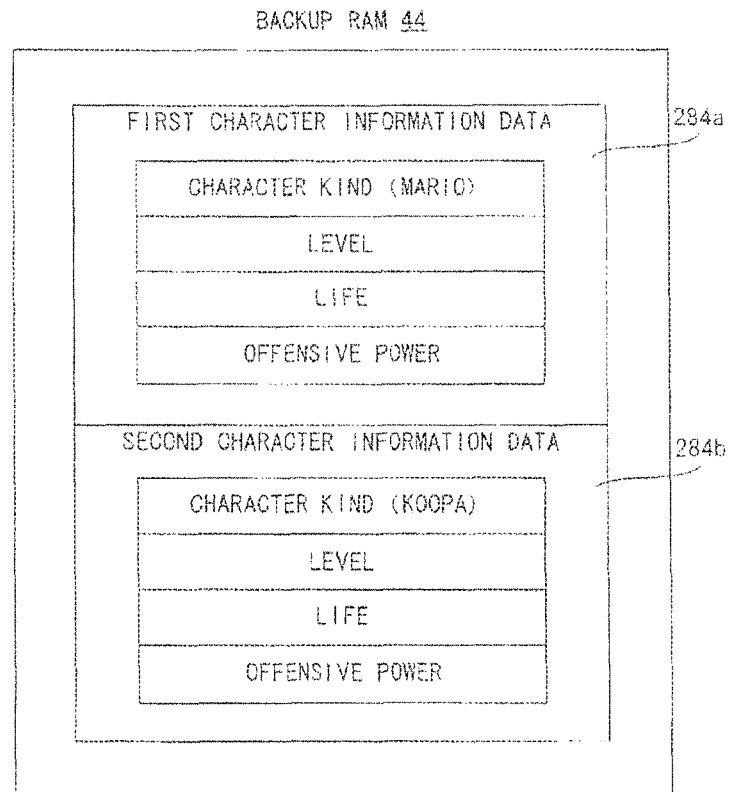 BACKUP RAM 44
FIRST CHARACTER INFORMATION DATA
284a
CHARACTER KIND (MARIO)
LEVEL
LIFE
OFFENSIVE POWER
SECOND CHARACTER INFORMATION DATA
284b
CHARACTER KIND (KOOPA)
LEVEL
LIFE
OFFENSIVE POWER